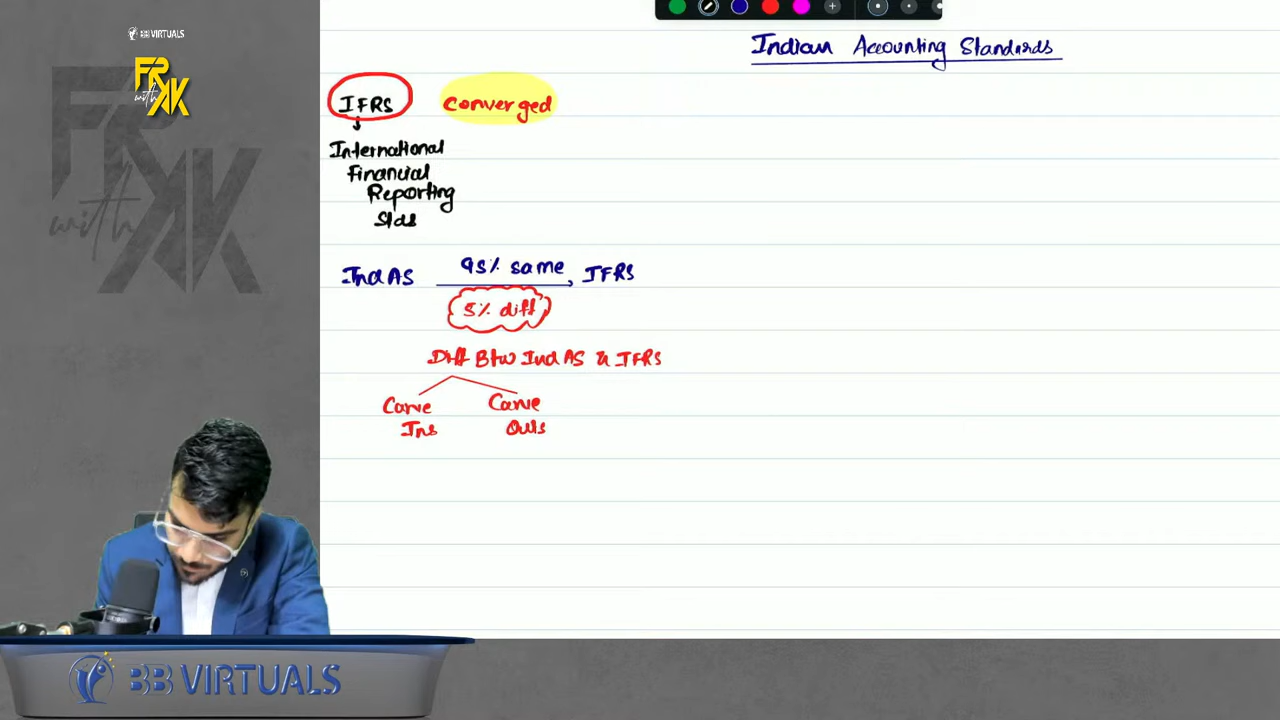 BB VIRTUALS
FR
with
AK
Indian Accounting Standards
IFRS Converged
International
Financial
Reporting
Stds
Ind AS 95% same, IFRS
5% diff
Diff Btw Ind AS & IFRS
Carve Carve
Ins Outs
BB VIRTUALS